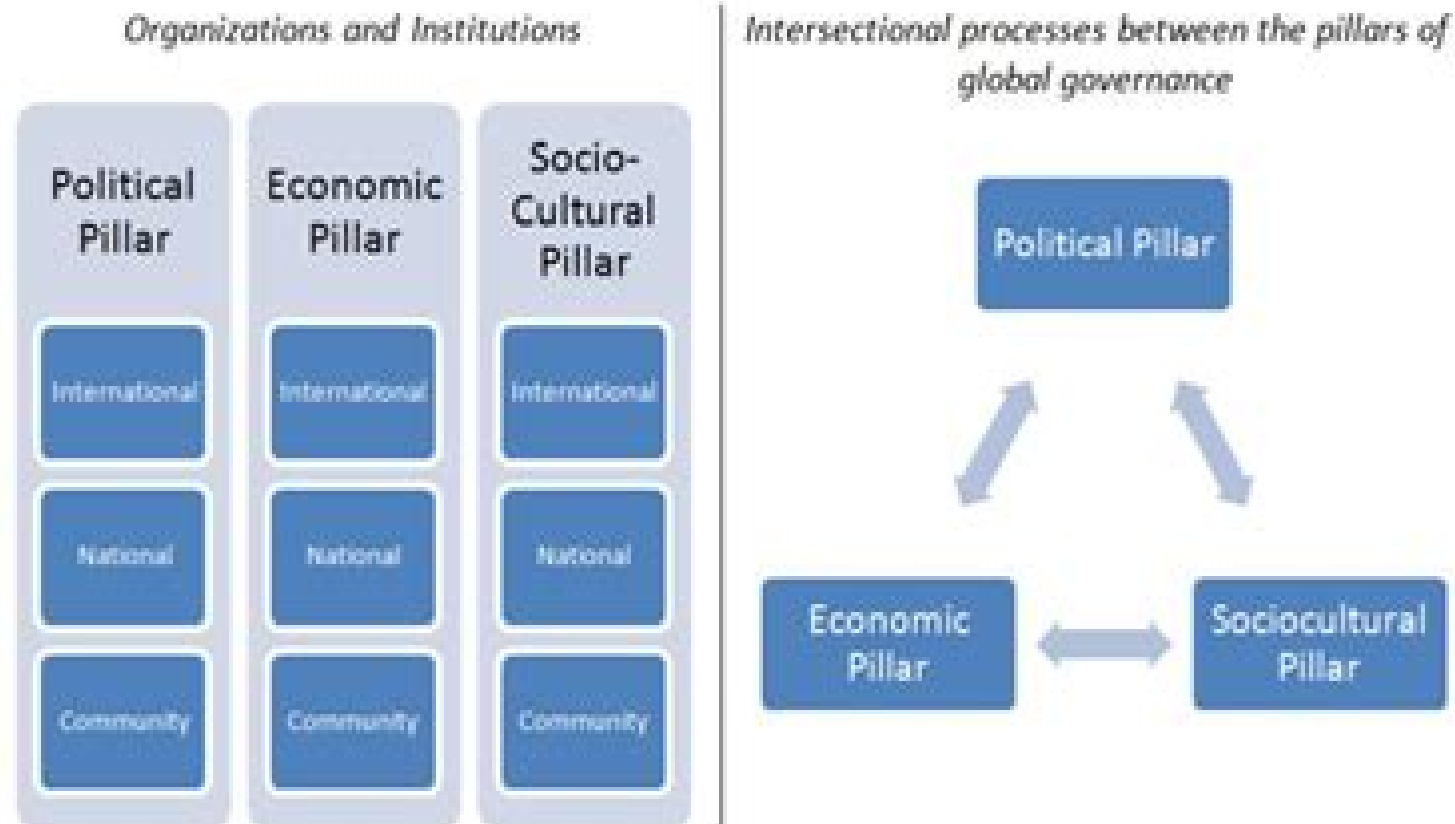 Organizations and Institutions
Political
Pillar
International
National
Community
Economic
Pillar
International
National
Community
Socio-
Cultural
Pillar
International
National
Community
Intersectional processes between the pillars of
global governance
Political Pillar
Economic
Pillar
Sociocultural
Pillar